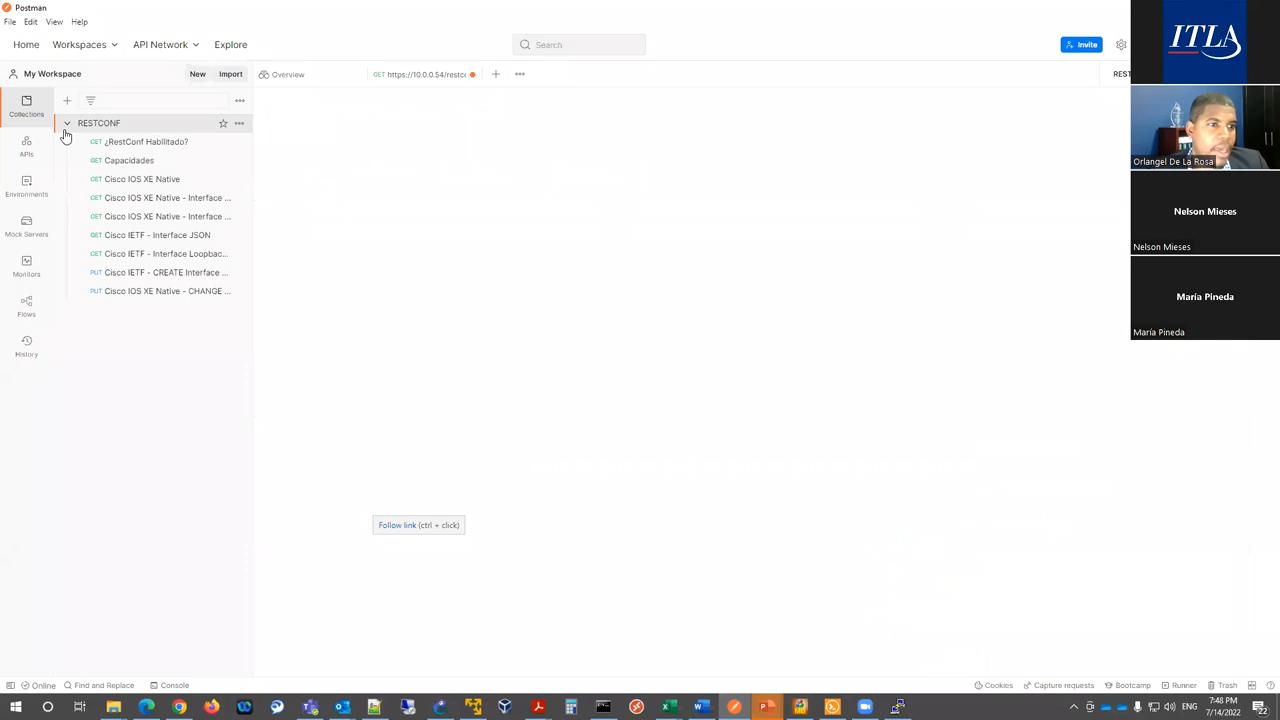 Postman
File Edit View Help
Home Workspaces API Network Explore Search Invite
My Workspace New Import Overview GET https://10.0.0.54/restc REST
Collections
RESTCONF
APIs
GET ¿RestConf Habilitado?
GET Capacidades
Environments
GET Cisco IOS XE Native
GET Cisco IOS XE Native - Interface ...
Mock Servers
GET Cisco IOS XE Native - Interface ...
GET Cisco IETF - Interface JSON
Monitors
GET Cisco IETF - Interface Loopbac...
PUT Cisco IETF - CREATE Interface ...
PUT Cisco IOS XE Native - CHANGE ...
Flows
History
ITLA
Orlangel De La Rosa
Nelson Mieses
Nelson Mieses
María Pineda
María Pineda
Follow link (ctrl + click)
Online Find and Replace Console Cookies Capture requests Bootcamp Runner Trash
ENG 7:48 PM
7/14/2022 22